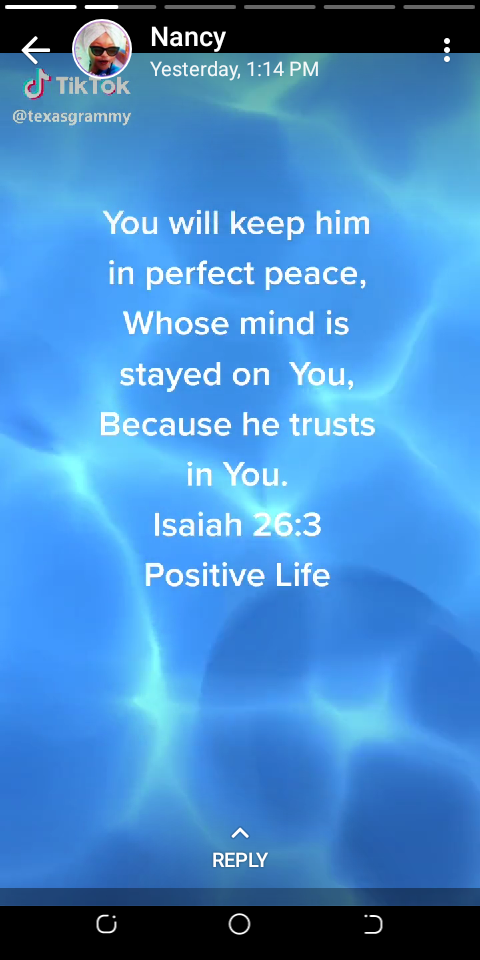 Nancy
Yesterday, 1:14 PM
TikTok
@texasgrammy
You will keep him
in perfect peace,
Whose mind is
stayed on  You,
Because he trusts
in You.
Isaiah 26:3
Positive Life
REPLY